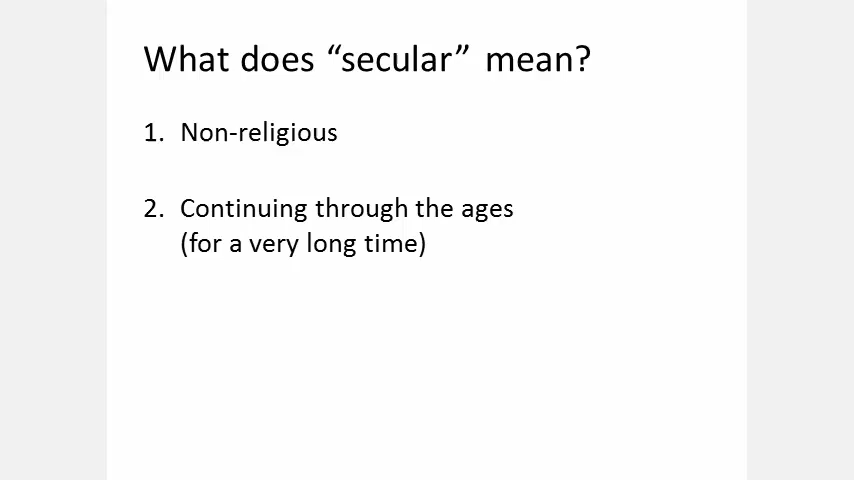 What does “secular” mean?
1. Non-religious
2. Continuing through the ages
(for a very long time)